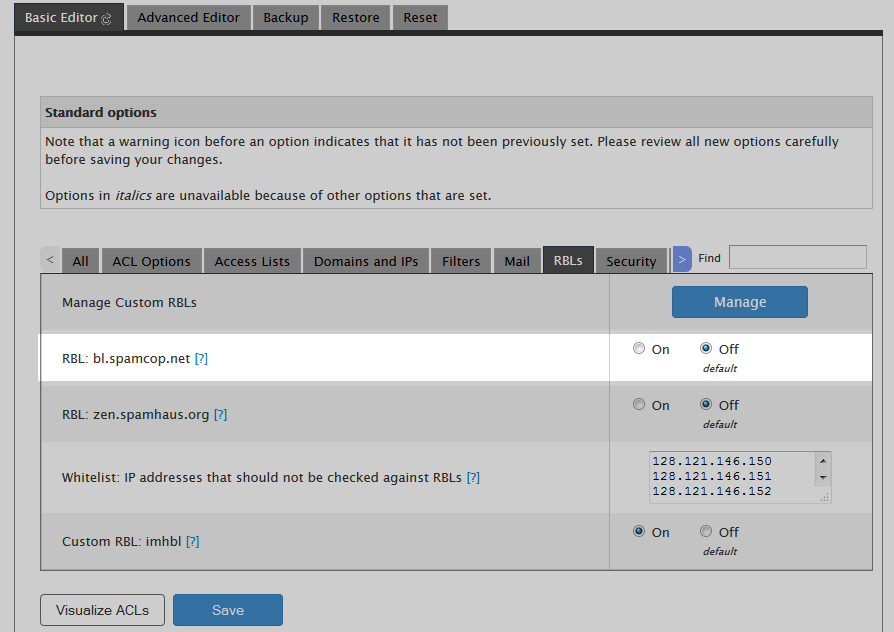 Basic Editor Advanced Editor Backup Restore Reset
Standard options
Note that a warning icon before an option indicates that it has not been previously set. Please review all new options carefully
before saving your changes.
Options in italics are unavailable because of other options that are set.
< All ACL Options Access Lists Domains and IPs Filters Mail RBLs Security > Find
Manage Custom RBLs Manage
RBL: bl.spamcop.net [?] On Off
default
RBL: zen.spamhaus.org [?] On Off
default
128.121.146.150
Whitelist: IP addresses that should not be checked against RBLs [?] 128.121.146.151
128.121.146.152
Custom RBL: imhbl [?] On Off
default
Visualize ACLs Save